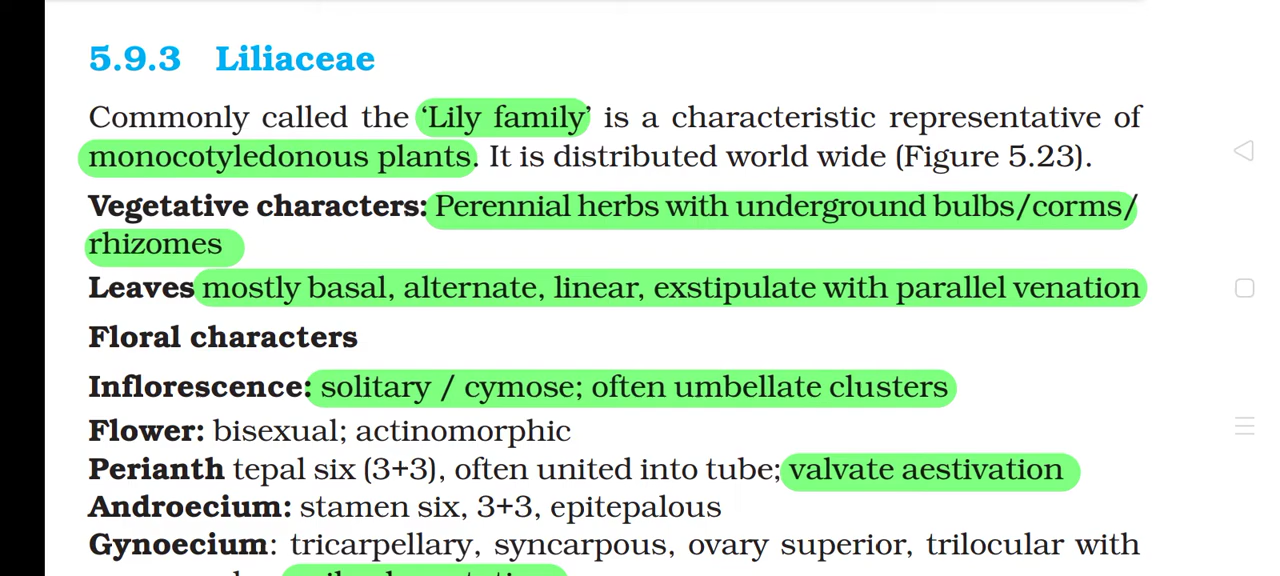 5.9.3 Liliaceae
Commonly called the ‘Lily family’ is a characteristic representative of
monocotyledonous plants. It is distributed world wide (Figure 5.23).
Vegetative characters: Perennial herbs with underground bulbs/corms/
rhizomes
Leaves mostly basal, alternate, linear, exstipulate with parallel venation
Floral characters
Inflorescence: solitary / cymose; often umbellate clusters
Flower: bisexual; actinomorphic
Perianth tepal six (3+3), often united into tube; valvate aestivation
Androecium: stamen six, 3+3, epitepalous
Gynoecium: tricarpellary, syncarpous, ovary superior, trilocular with